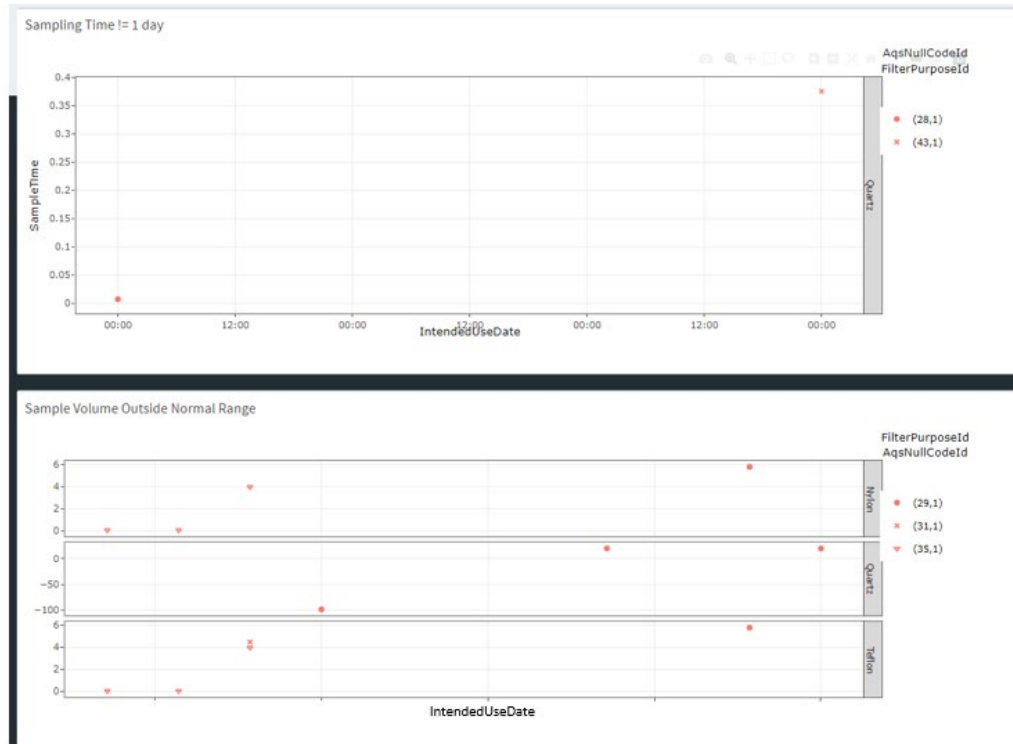 Sampling Time != 1 day
AqsNullCodeId
FilterPurposeId
(28,1)
(43,1)
SampleTime
0.4
0.35
0.3
0.25
0.2
0.15
0.1
0.05
0
Quartz
00:00 12:00 00:00 12:00 00:00 12:00 00:00
IntendedUseDate
Sample Volume Outside Normal Range
FilterPurposeId
AqsNullCodeId
(29,1)
(31,1)
(35,1)
6
4
2
0
Nylon
0
−50
−100
Quartz
6
4
2
0
Teflon
IntendedUseDate